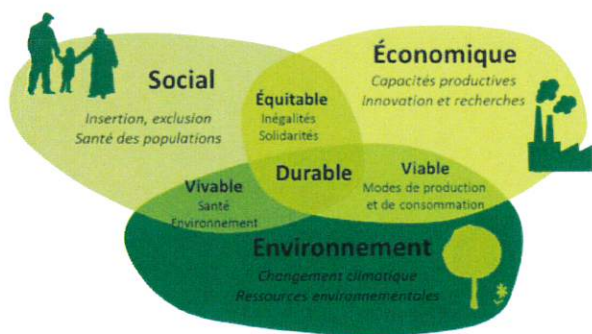 Social
Insertion, exclusion
Santé des populations
Économique
Capacités productives
Innovation et recherches
Équitable
Inégalités
Solidarités
Durable
Viable
Modes de production
et de consommation
Vivable
Santé
Environnement
Environnement
Changement climatique
Ressources environnementales